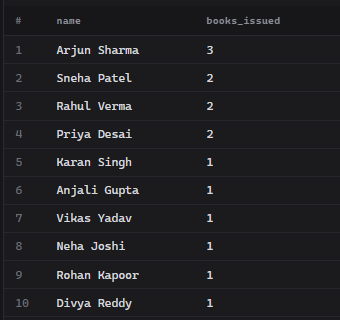 # name books_issued
1 Arjun Sharma 3
2 Sneha Patel 2
3 Rahul Verma 2
4 Priya Desai 2
5 Karan Singh 1
6 Anjali Gupta 1
7 Vikas Yadav 1
8 Neha Joshi 1
9 Rohan Kapoor 1
10 Divya Reddy 1